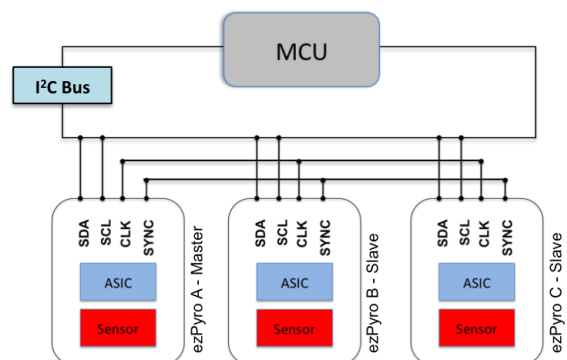 MCU
I²C Bus
SDA
SCL
CLK
SYNC
ASIC
Sensor
ezPyro A - Master
SDA
SCL
CLK
SYNC
ASIC
Sensor
ezPyro B - Slave
SDA
SCL
CLK
SYNC
ASIC
Sensor
ezPyro C - Slave